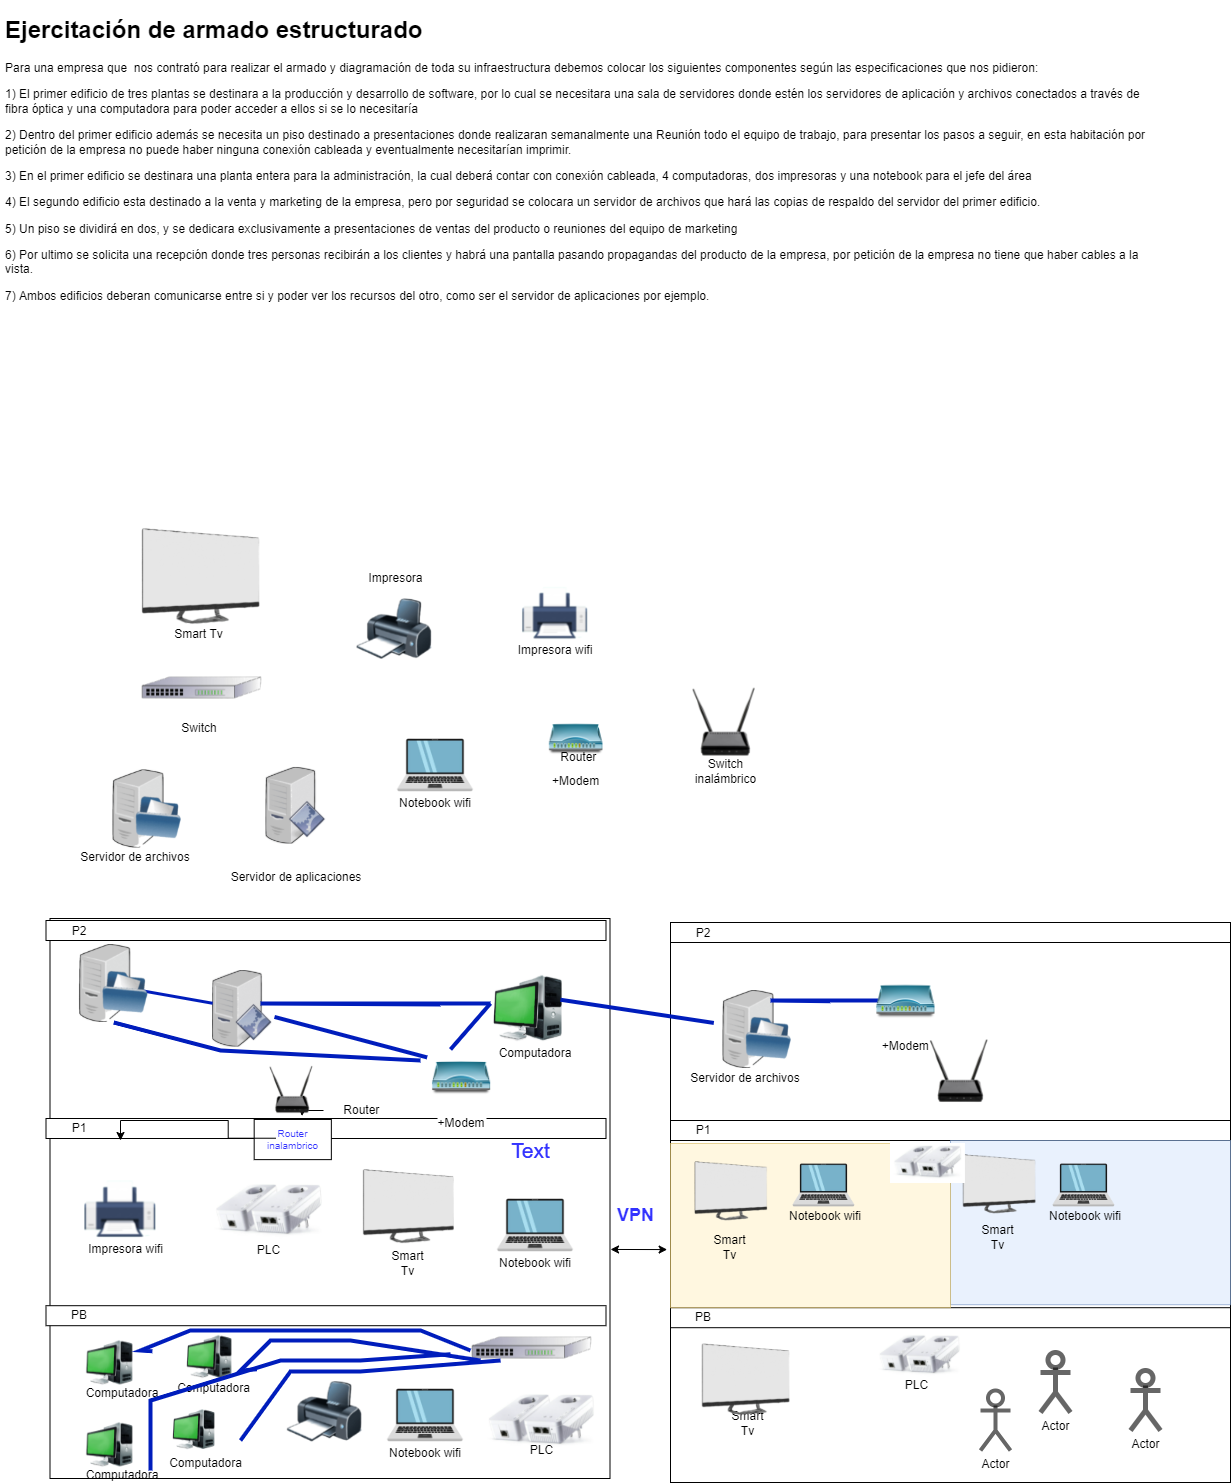 Ejercitación de armado estructurado
Para una empresa que  nos contrató para realizar el armado y diagramación de toda su infraestructura debemos colocar los siguientes componentes según las especificaciones que nos pidieron:
1) El primer edificio de tres plantas se destinara a la producción y desarrollo de software, por lo cual se necesitara una sala de servidores donde estén los servidores de aplicación y archivos conectados a través de
fibra óptica y una computadora para poder acceder a ellos si se lo necesitaría
2) Dentro del primer edificio además se necesita un piso destinado a presentaciones donde realizaran semanalmente una Reunión todo el equipo de trabajo, para presentar los pasos a seguir, en esta habitación por
petición de la empresa no puede haber ninguna conexión cableada y eventualmente necesitarían imprimir.
3) En el primer edificio se destinara una planta entera para la administración, la cual deberá contar con conexión cableada, 4 computadoras, dos impresoras y una notebook para el jefe del área
4) El segundo edificio esta destinado a la venta y marketing de la empresa, pero por seguridad se colocara un servidor de archivos que hará las copias de respaldo del servidor del primer edificio.
5) Un piso se dividirá en dos, y se dedicara exclusivamente a presentaciones de ventas del producto o reuniones del equipo de marketing
6) Por ultimo se solicita una recepción donde tres personas recibirán a los clientes y habrá una pantalla pasando propagandas del producto de la empresa, por petición de la empresa no tiene que haber cables a la
vista.
7) Ambos edificios deberan comunicarse entre si y poder ver los recursos del otro, como ser el servidor de aplicaciones por ejemplo.
Impresora
Smart Tv
Impresora wifi
Switch
Router
+Modem
Switch
inalámbrico
Notebook wifi
Servidor de archivos
Servidor de aplicaciones
P2
P2
Computadora
+Modem
Servidor de archivos
Router
+Modem
P1
Router
inalambrico
P1
Text
Impresora wifi
PLC
Smart
Tv
Notebook wifi
VPN
Smart
Tv
Notebook wifi
Smart
Tv
Notebook wifi
PB
PB
Computadora
Computadora
Computadora
Computadora
Notebook wifi
PLC
Smart
Tv
PLC
Actor
Actor
Actor